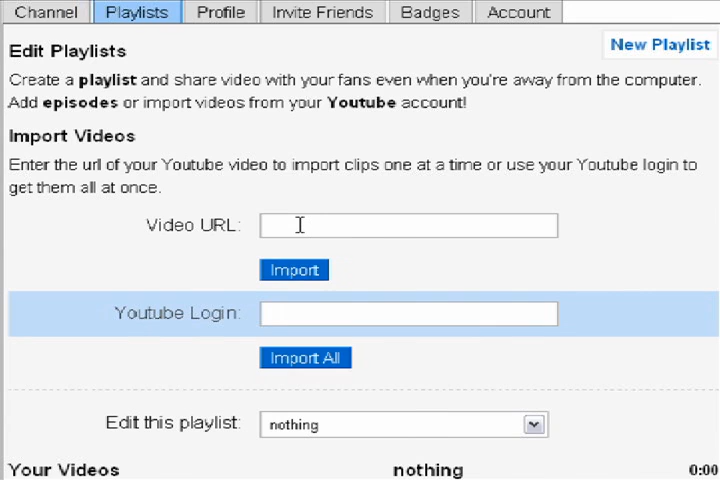 Channel Playlists Profile Invite Friends Badges Account
Edit Playlists
New Playlist
Create a playlist and share video with your fans even when you're away from the computer.
Add episodes or import videos from your Youtube account!
Import Videos
Enter the url of your Youtube video to import clips one at a time or use your Youtube login to
get them all at once.
Video URL:
Import
Youtube Login:
Import All
Edit this playlist: nothing
Your Videos nothing 0:00